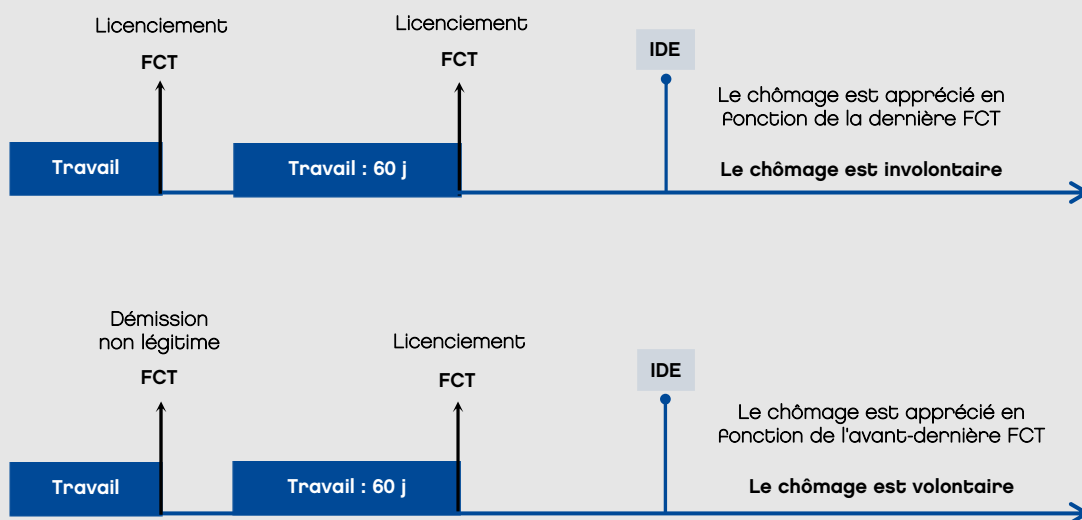 Licenciement
FCT
Licenciement
FCT
IDE
Travail
Travail : 60 j
Le chômage est apprécié en
fonction de la dernière FCT
Le chômage est involontaire
Démission
non légitime
FCT
Licenciement
FCT
IDE
Travail
Travail : 60 j
Le chômage est apprécié en
fonction de l'avant-dernière FCT
Le chômage est volontaire